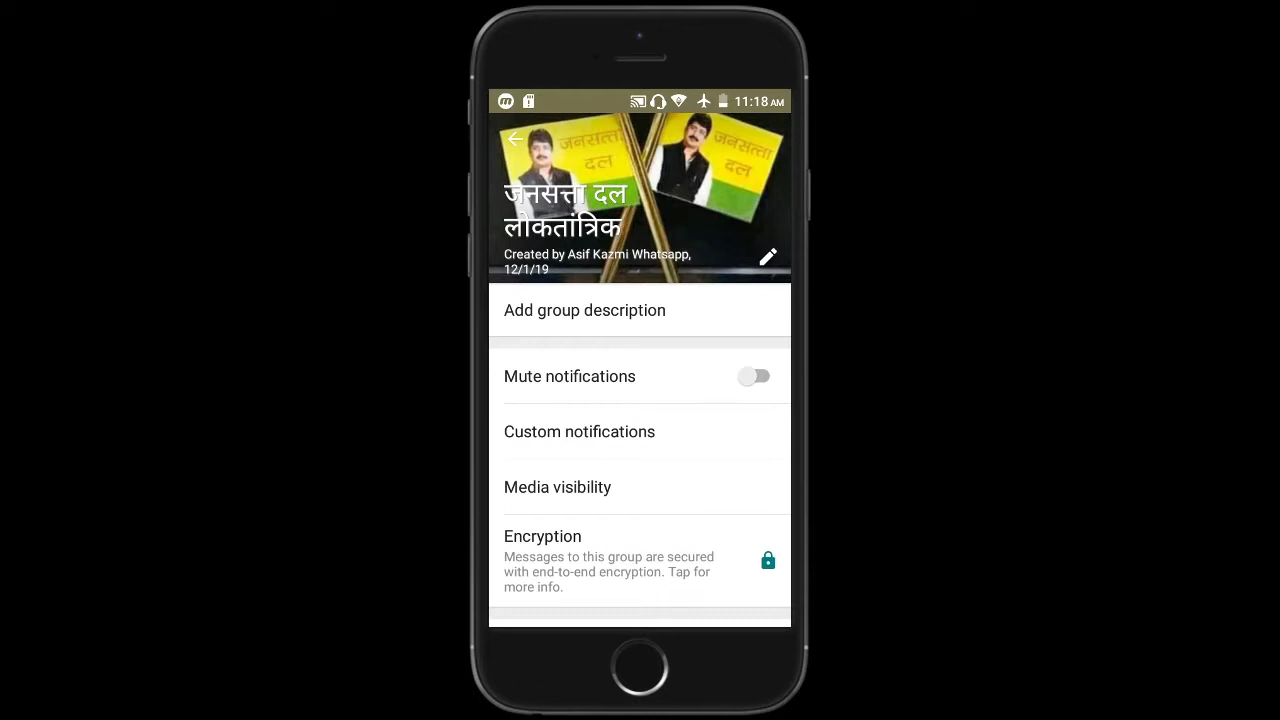 11:18 AM
जनसत्ता
दल
जनसत्ता
दल
जनसत्ता दल
लोकतांत्रिक
Created by Asif Kazmi Whatsapp,
12/1/19
Add group description
Mute notifications
Custom notifications
Media visibility
Encryption
Messages to this group are secured
with end-to-end encryption. Tap for
more info.